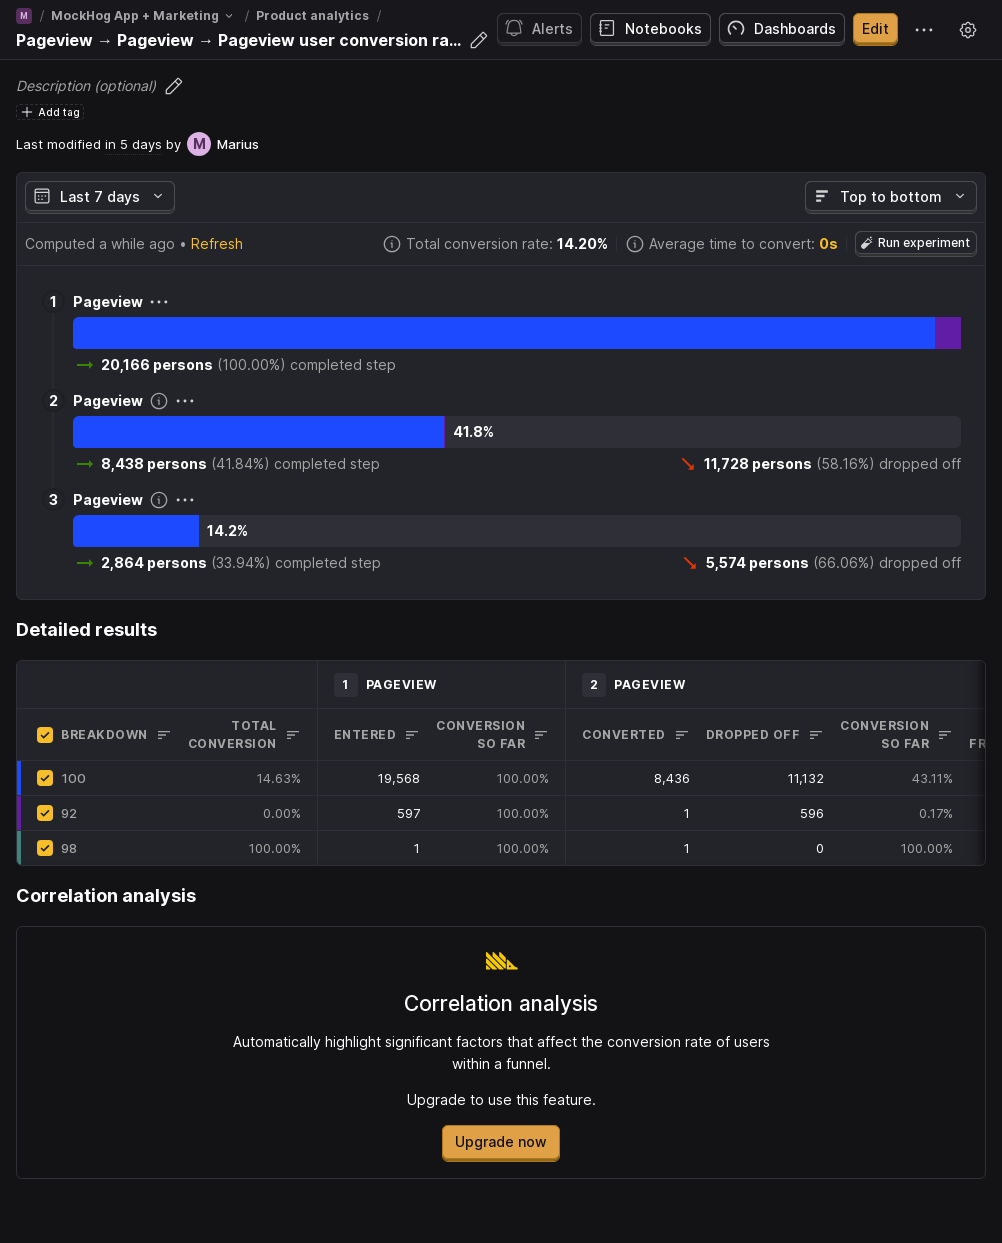 M / MockHog App + Marketing / Product analytics /
Pageview → Pageview → Pageview user conversion ra...
Alerts
Notebooks
Dashboards
Edit
Description (optional)
Add tag
Last modified in 5 days by M Marius
Last 7 days
Top to bottom
Computed a while ago • Refresh
Total conversion rate: 14.20%
Average time to convert: 0s
Run experiment
1 Pageview
20,166 persons (100.00%) completed step
2 Pageview
41.8%
8,438 persons (41.84%) completed step
11,728 persons (58.16%) dropped off
3 Pageview
14.2%
2,864 persons (33.94%) completed step
5,574 persons (66.06%) dropped off
Detailed results
1 PAGEVIEW 2 PAGEVIEW
BREAKDOWN
TOTAL
CONVERSION
ENTERED
CONVERSION
SO FAR
CONVERTED
DROPPED OFF
CONVERSION
SO FAR
100 14.63% 19,568 100.00% 8,436 11,132 43.11%
92 0.00% 597 100.00% 1 596 0.17%
98 100.00% 1 100.00% 1 0 100.00%
Correlation analysis
Correlation analysis
Automatically highlight significant factors that affect the conversion rate of users
within a funnel.
Upgrade to use this feature.
Upgrade now